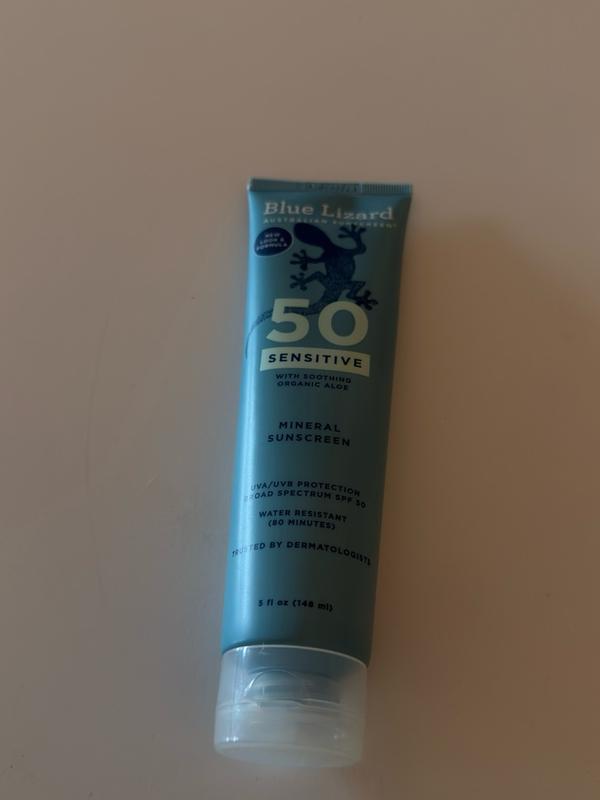 Blue Lizard
AUSTRALIAN SUNSCREEN
NEW
LOOK &
FORMULA
50
SENSITIVE
WITH SOOTHING
ORGANIC ALOE
MINERAL
SUNSCREEN
UVA/UVB PROTECTION
BROAD SPECTRUM SPF 50
WATER RESISTANT
(80 MINUTES)
TRUSTED BY DERMATOLOGISTS
5 fl oz (148 ml)